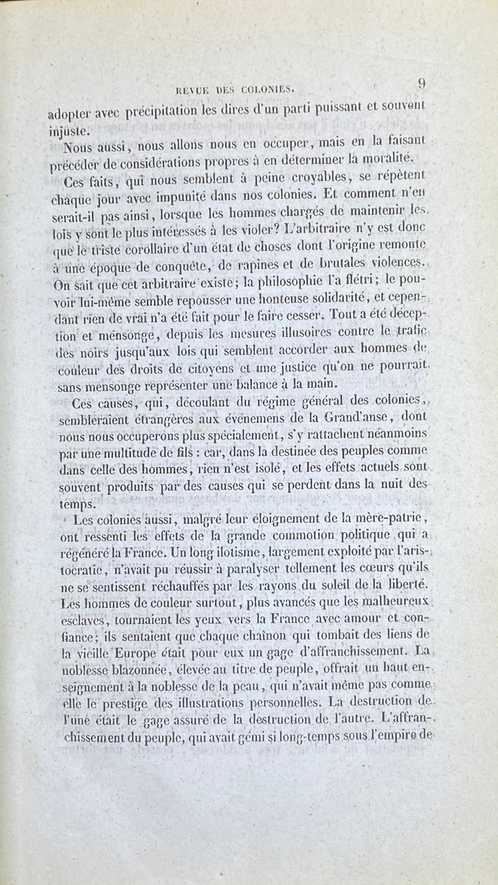 REVUE DES COLONIES.
9
adopter avec précipitation les dires d'un parti puissant et souvent
injuste.
Nous aussi, nous allons nous en occuper, mais en la faisant
précéder de considérations propres à en déterminer la moralité.
Ces faits, qui nous semblent à peine croyables, se répètent
chaque jour avec impunité dans nos colonies. Et comment n'en
serait-il pas ainsi, lorsque les hommes chargés de maintenir les
lois y sont le plus intéressés à les violer? L'arbitraire n'y est donc
que le triste corollaire d'un état de choses dont l'origine remonte
à une époque de conquête, de rapines et de brutales violences.
On sait que cet arbitraire existe; la philosophie l'a flétri; le pou-
voir lui-même semble repousser une honteuse solidarité, et cepen-
dant rien de vrai n'a été fait pour le faire cesser. Tout a été décep-
tion et mensonge, depuis les mesures illusoires contre le trafic
des noirs jusqu'aux lois qui semblent accorder aux hommes de
couleur des droits de citoyens et une justice qu'on ne pourrait
sans mensonge représenter une balance à la main.
Ces causes, qui, découlant du régime général des colonies,
sembleraient étrangères aux événemens de la Grand'anse, dont
nous nous occuperons plus spécialement, s'y rattachent néanmoins
par une multitude de fils: car, dans la destinée des peuples comme
dans celle des hommes, rien n'est isolé, et les effets actuels sont
souvent produits par des causes qui se perdent dans la nuit des
temps.
Les colonies aussi, malgré leur éloignement de la mère-patrie,
ont ressenti les effets de la grande commotion politique qui a
régénéré la France. Un long ilotisme, largement exploité par l'aris-
tocratie, n'avait pu réussir à paralyser tellement les cœurs qu'ils
ne se sentissent réchauffés par les rayons du soleil de la liberté.
Les hommes de couleur surtout, plus avancés que les malheureux
esclaves, tournaient les yeux vers la France avec amour et con-
fiance; ils sentaient que chaque chaînon qui tombait des liens de
la vieille Europe était pour eux un gage d'affranchissement. La
noblesse blazonnée, élevée au titre de peuple, offrait un haut en-
seignement à la noblesse de la peau, qui n'avait même pas comme
elle le prestige des illustrations personnelles. La destruction de
l'une était le gage assuré de la destruction de l'autre. L'affran-
chissement du peuple, qui avait gémi si long-temps sous l'empire de